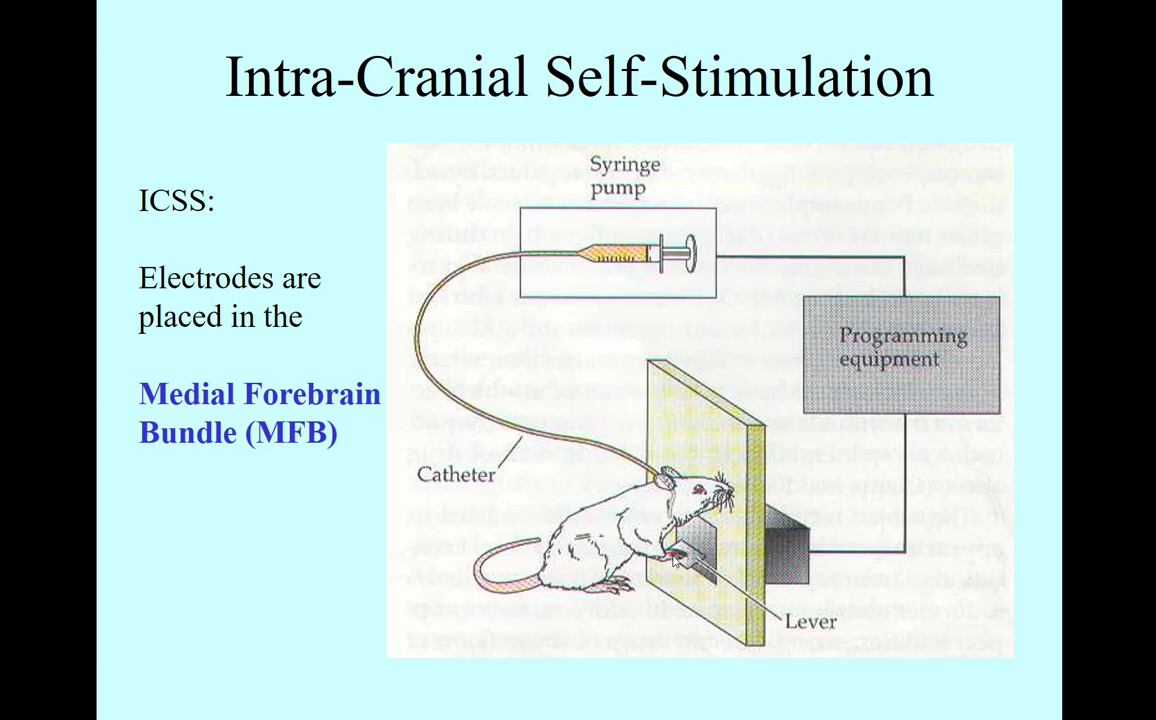 Intra-Cranial Self-Stimulation
ICSS:
Electrodes are
placed in the
Medial Forebrain
Bundle (MFB)
Syringe
pump
Programming
equipment
Catheter
Lever